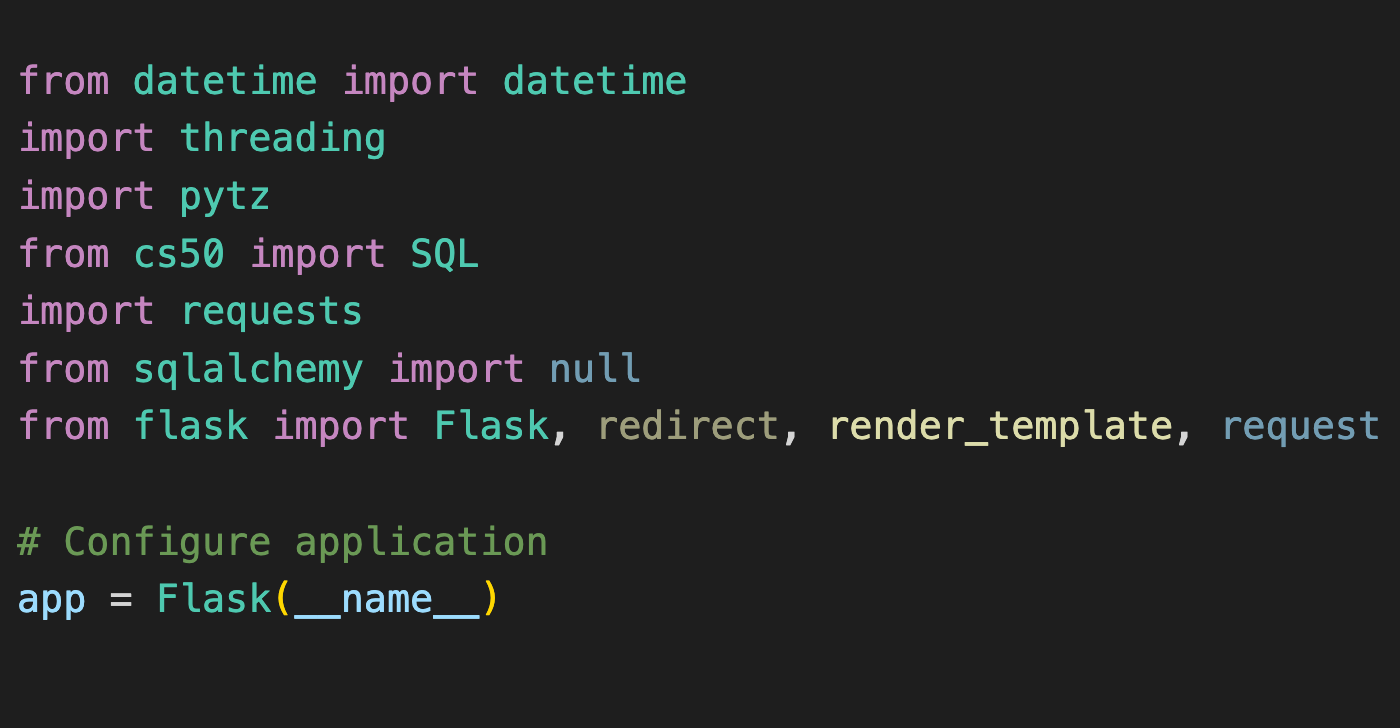 from datetime import datetime
import threading
import pytz
from cs50 import SQL
import requests
from sqlalchemy import null
from flask import Flask, redirect, render_template, request
# Configure application
app = Flask(__name__)